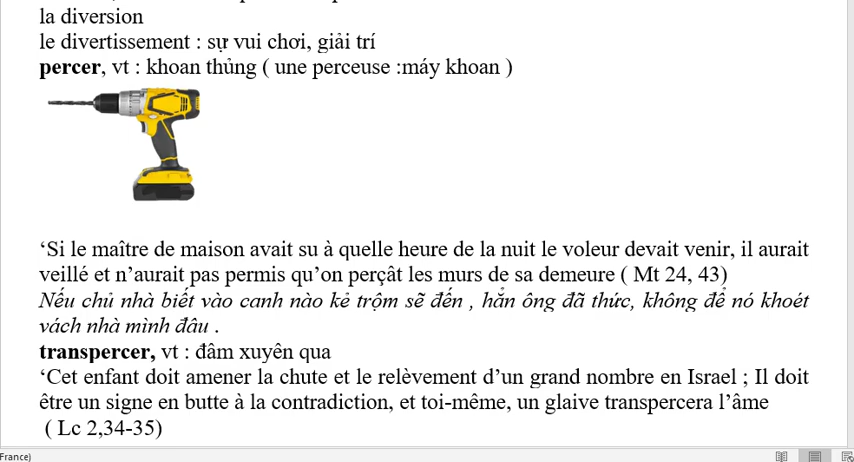 la diversion
le divertissement : sự vui chơi, giải trí
percer, vt : khoan thủng ( une perceuse :máy khoan )
‘Si le maître de maison avait su à quelle heure de la nuit le voleur devait venir, il aurait
veillé et n’aurait pas permis qu’on perçât les murs de sa demeure ( Mt 24, 43)
Nếu chủ nhà biết vào canh nào kẻ trộm sẽ đến , hẳn ông đã thức, không để nó khoét
vách nhà mình đâu .
transpercer, vt : đâm xuyên qua
‘Cet enfant doit amener la chute et le relèvement d’un grand nombre en Israel ; Il doit
être un signe en butte à la contradiction, et toi-même, un glaive transpercera l’âme
( Lc 2,34-35)
France)